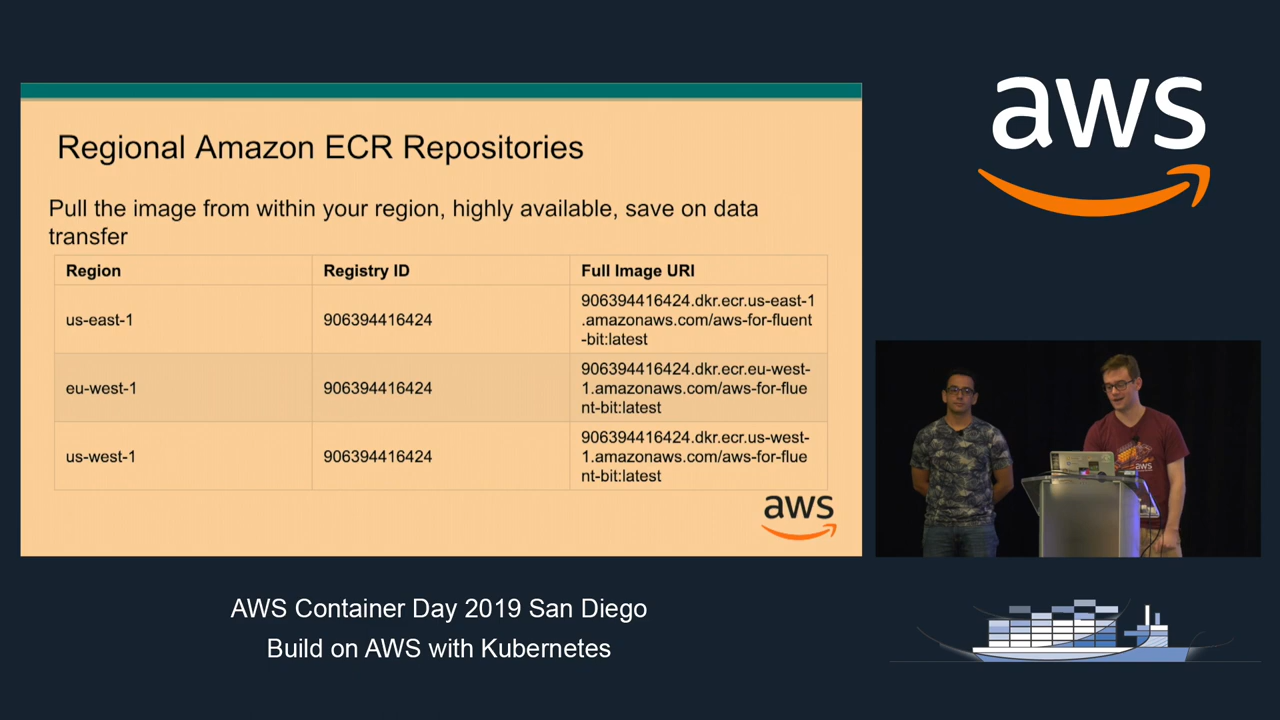 Regional Amazon ECR Repositories
Pull the image from within your region, highly available, save on data
transfer
Region
Registry ID
Full Image URI
us-east-1
906394416424
906394416424.dkr.ecr.us-east-1
.amazonaws.com/aws-for-fluent
-bit:latest
eu-west-1
906394416424
906394416424.dkr.ecr.eu-west-
1.amazonaws.com/aws-for-flue
nt-bit:latest
us-west-1
906394416424
906394416424.dkr.ecr.us-west-
1.amazonaws.com/aws-for-flue
nt-bit:latest
aws
aws
aws
AWS Container Day 2019 San Diego
Build on AWS with Kubernetes